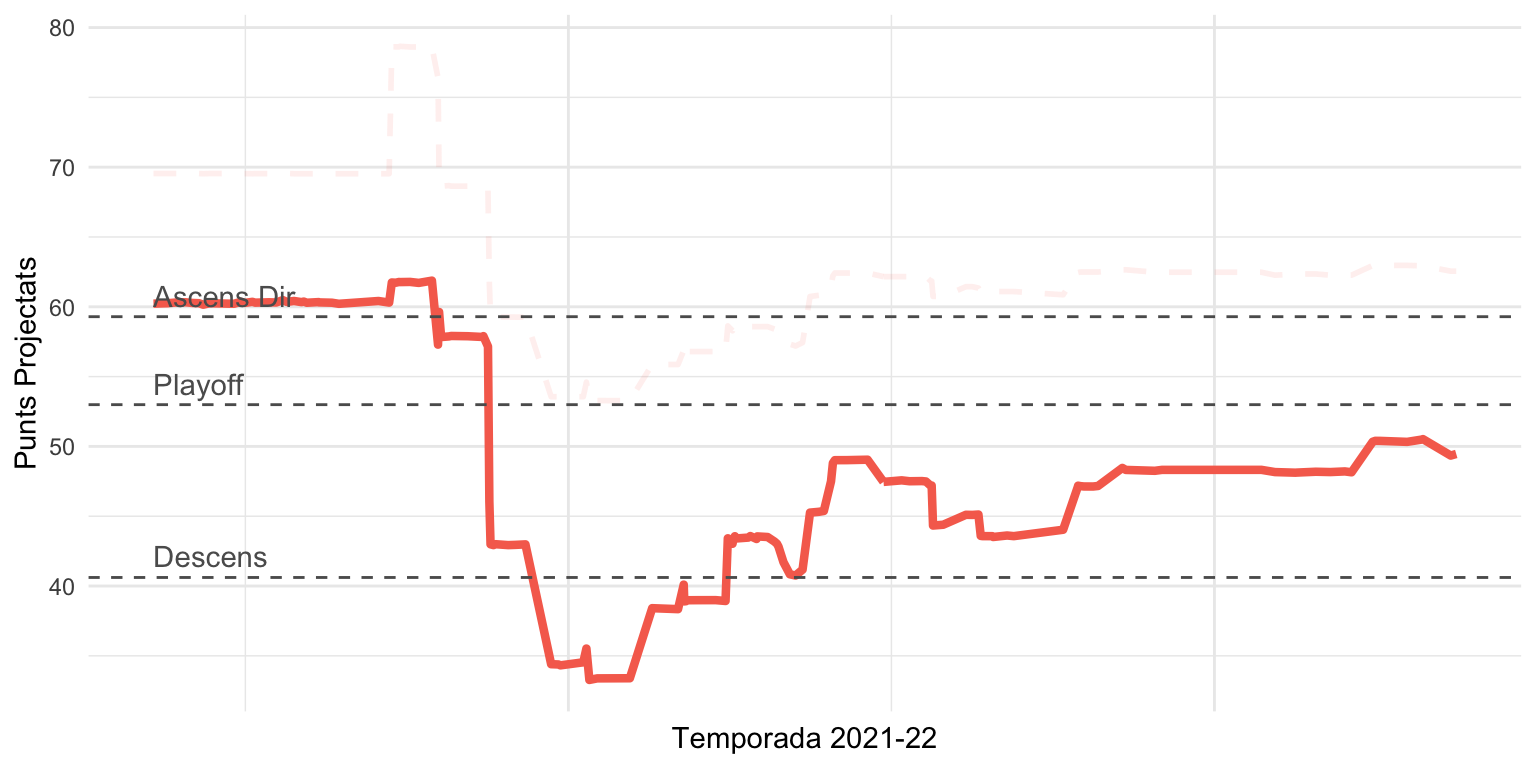 80
70
60
50
40
Punts Projectats
Ascens Dir
Playoff
Descens
Temporada 2021-22